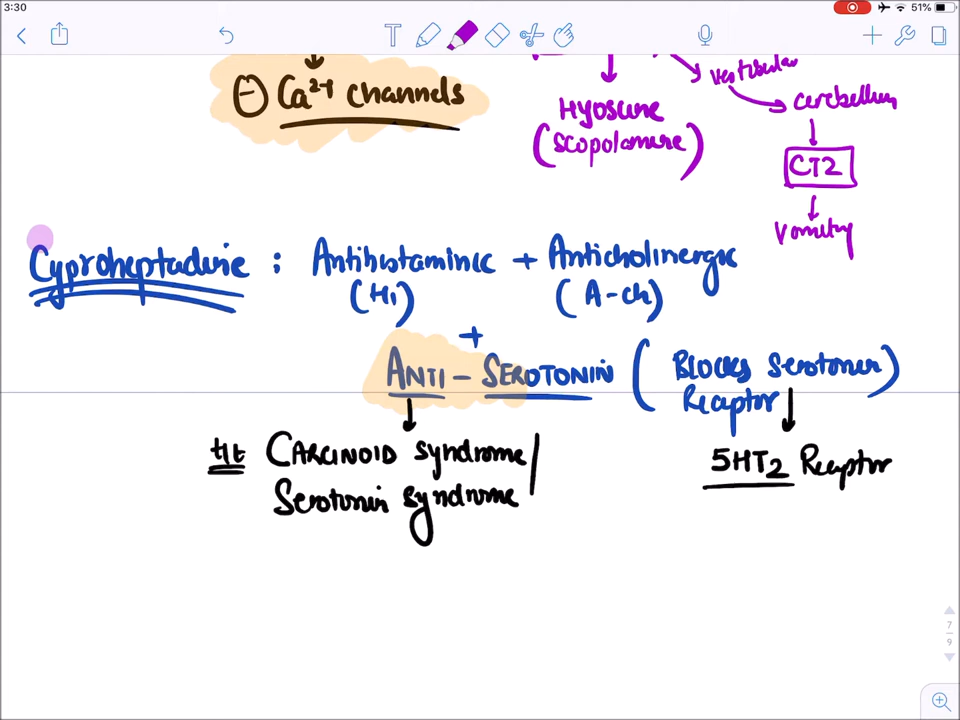 3:30
51%
T
⊖ Ca²⁺ channels
Vestibular
Cerebellum
Hyoscine
(Scopolamine)
CTZ
Vomiting
Cyproheptadine : Antihistaminic + Anticholinergic
(H₁) (A-ch)
+
ANTI – SEROTONIN ( Blocks Serotonin )
Receptor
CARCINOID syndrome /
Serotonin syndrome
5HT₂ Receptor
7
9